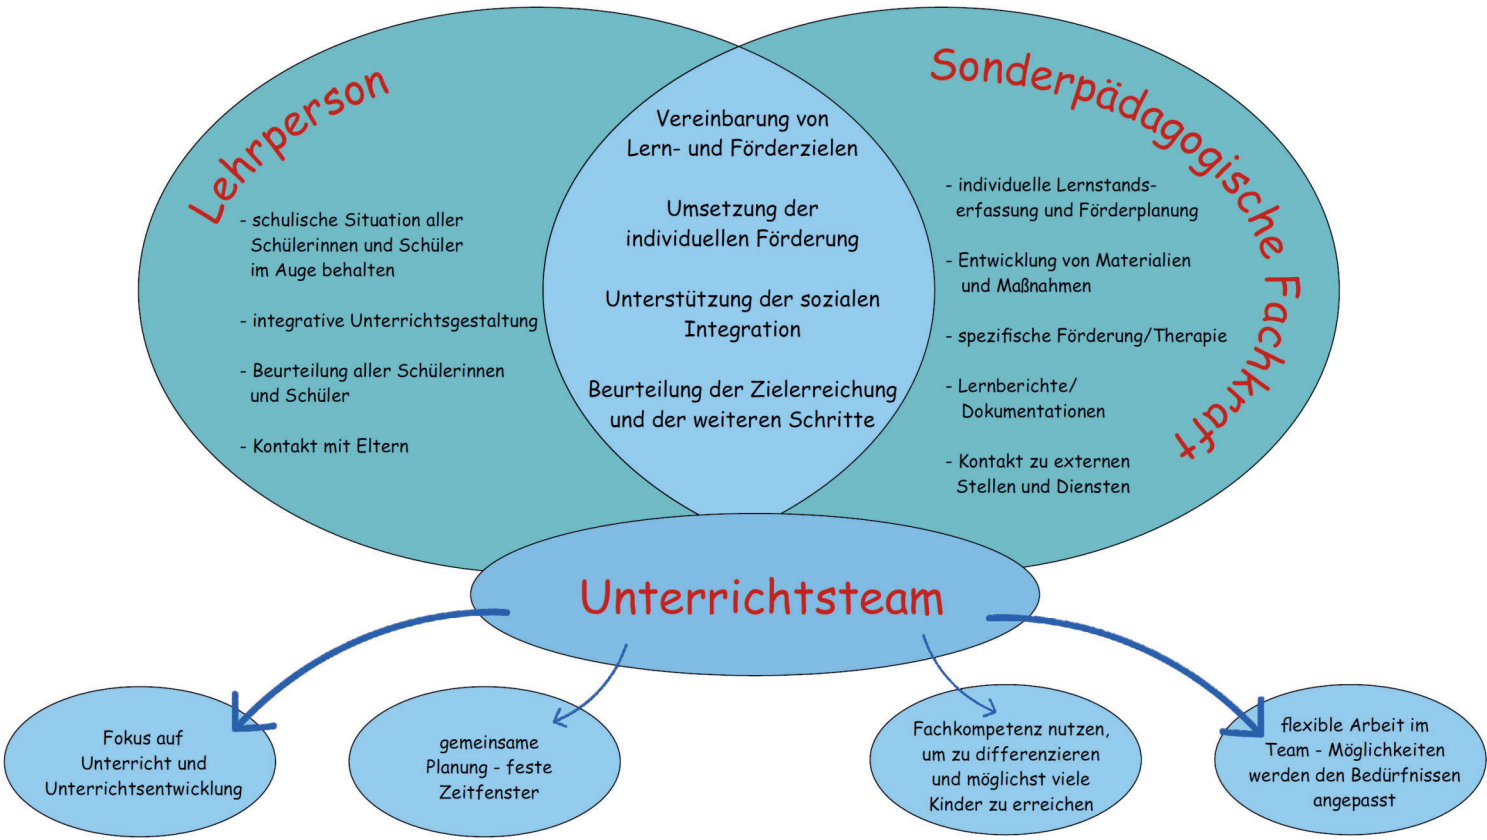 Lehrperson
- schulische Situation aller
Schülerinnen und Schüler
im Auge behalten
- integrative Unterrichtsgestaltung
- Beurteilung aller Schülerinnen
und Schüler
- Kontakt mit Eltern
Vereinbarung von
Lern- und Förderzielen
Umsetzung der
individuellen Förderung
Unterstützung der sozialen
Integration
Beurteilung der Zielerreichung
und der weiteren Schritte
Sonderpädagogische Fachkraft
- individuelle Lernstands-
erfassung und Förderplanung
- Entwicklung von Materialien
und Maßnahmen
- spezifische Förderung/Therapie
- Lernberichte/
Dokumentationen
- Kontakt zu externen
Stellen und Diensten
Unterrichtsteam
Fokus auf
Unterricht und
Unterrichtsentwicklung
gemeinsame
Planung - feste
Zeitfenster
Fachkompetenz nutzen,
um zu differenzieren
und möglichst viele
Kinder zu erreichen
flexible Arbeit im
Team - Möglichkeiten
werden den Bedürfnissen
angepasst